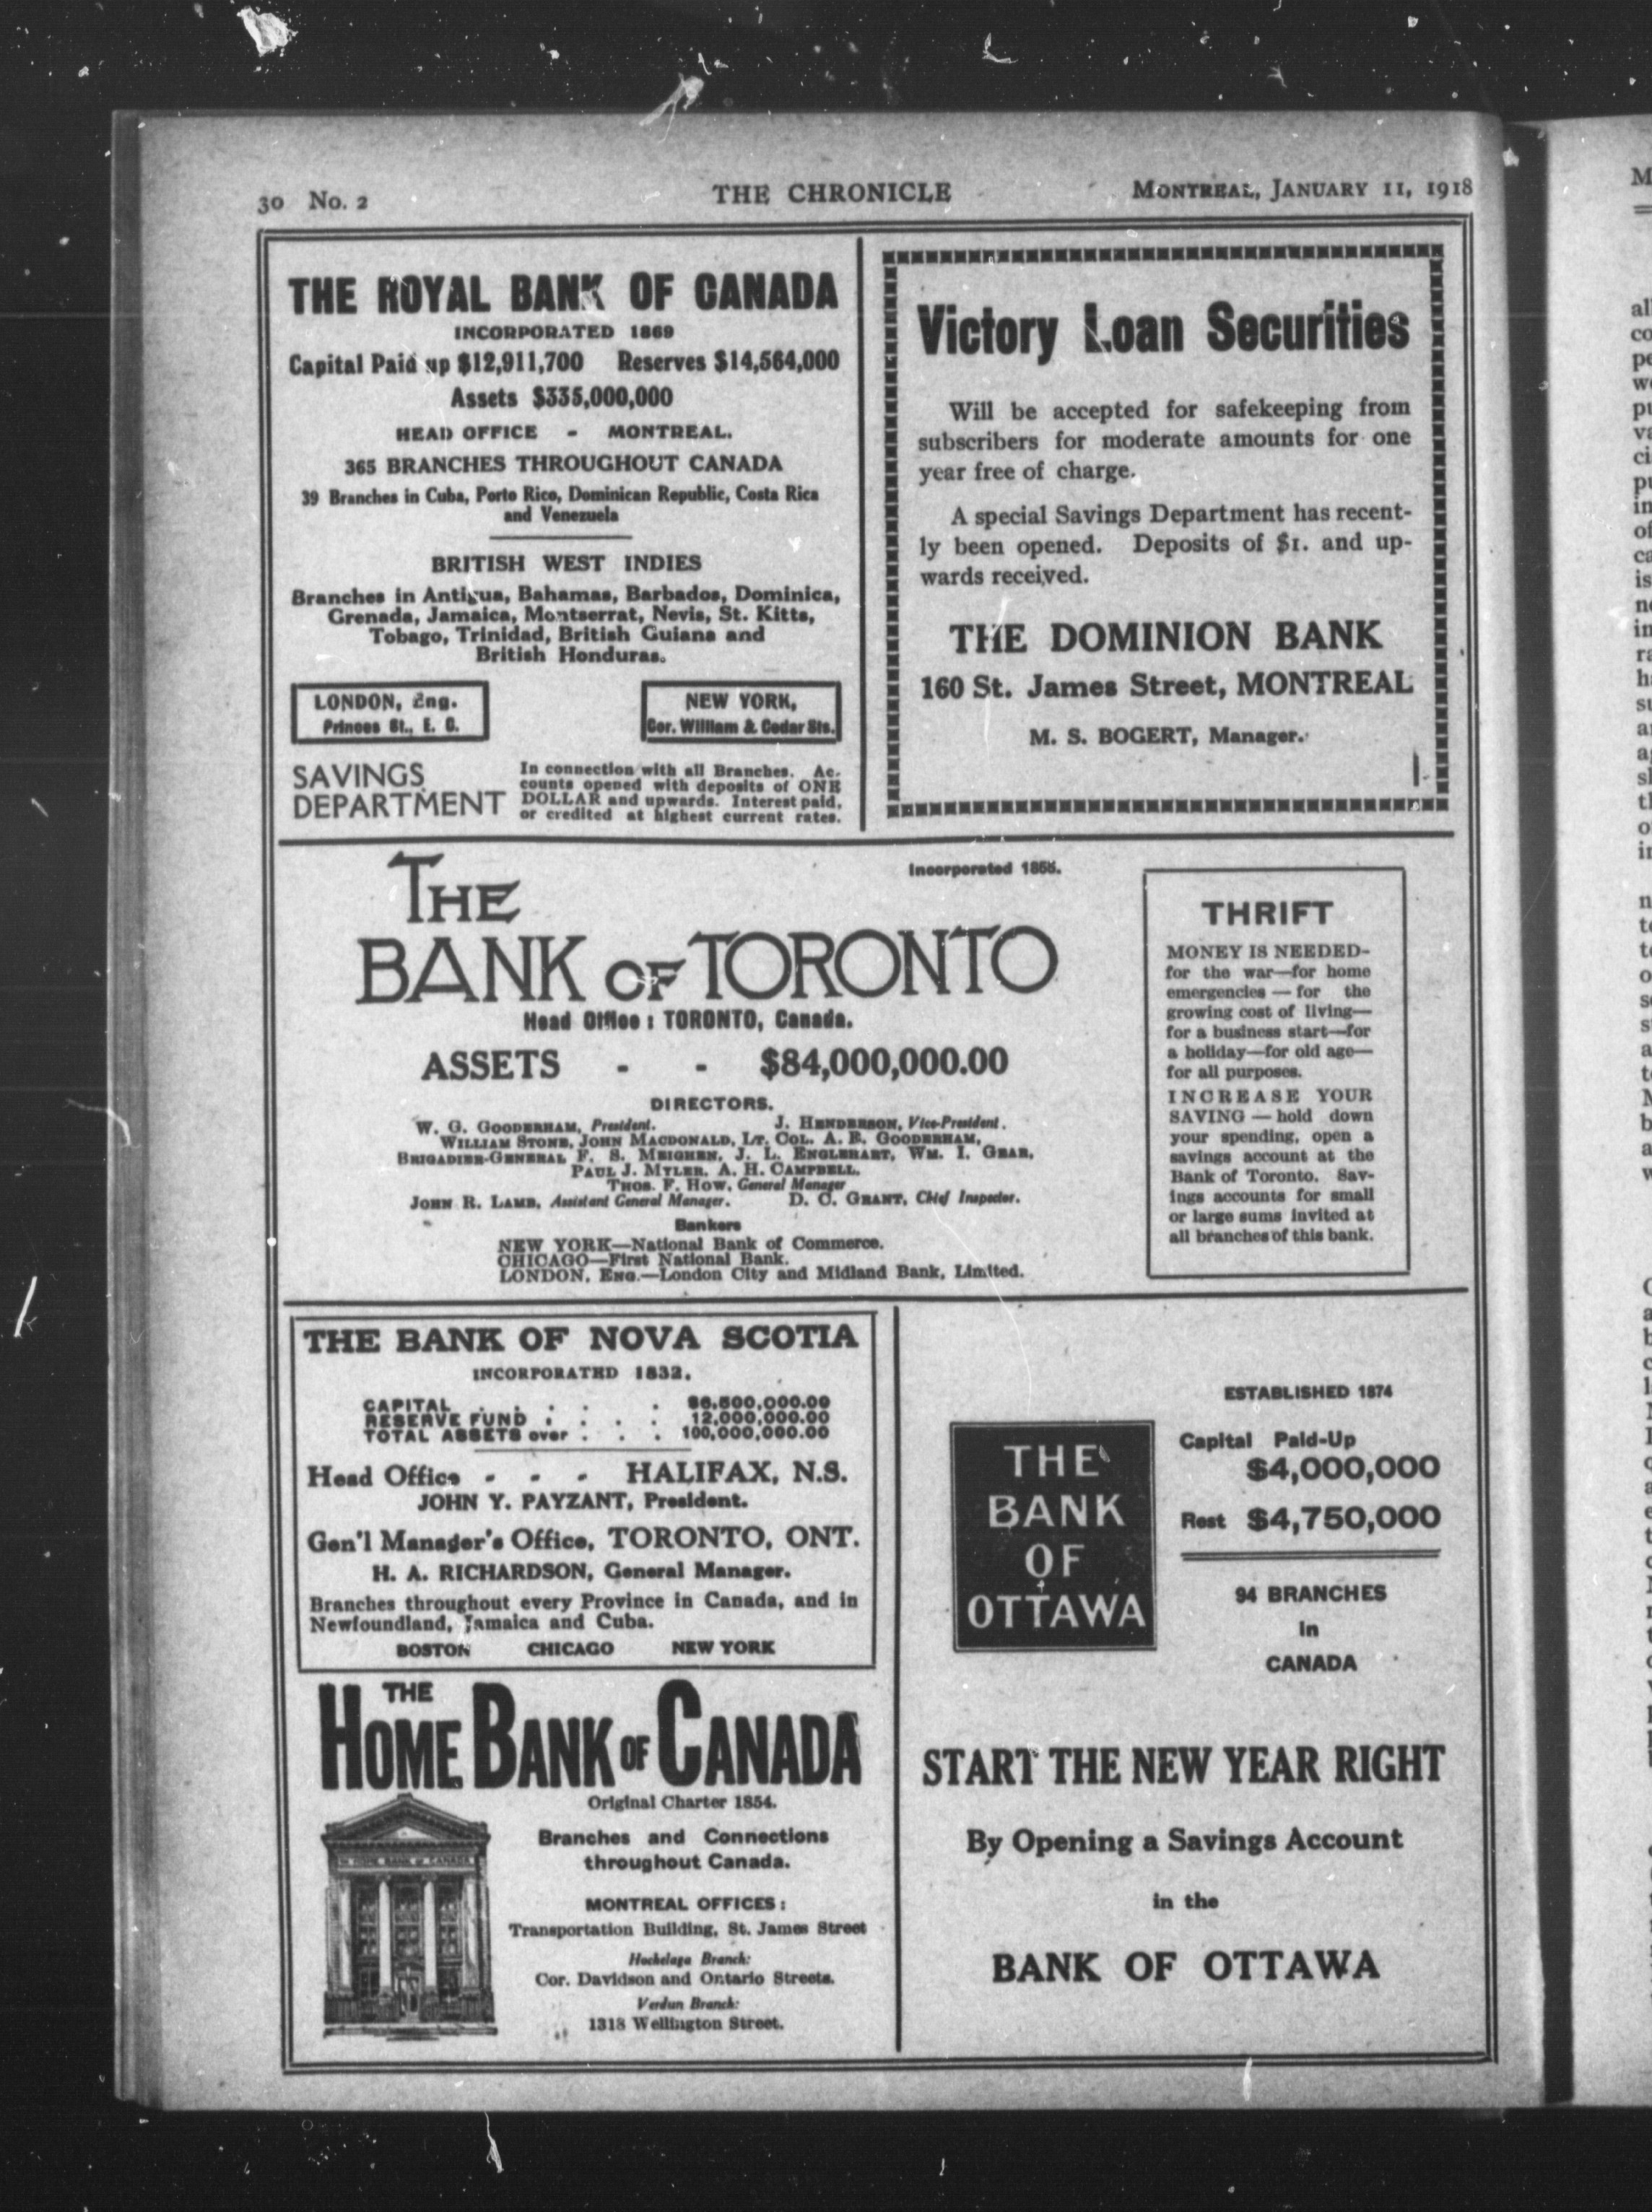 30 No. 2
THE CHRONICLE
MONTREAL, JANUARY 11, 1918
THE ROYAL BANK OF CANADA
INCORPORATED 1869
Capital Paid up $12,911,700 Reserves $14,564,000
Assets $335,000,000
HEAD OFFICE - MONTREAL.
365 BRANCHES THROUGHOUT CANADA
39 Branches in Cuba, Porto Rico, Dominican Republic, Costa Rica
and Venezuela
BRITISH WEST INDIES
Branches in Antigua, Bahamas, Barbados, Dominica,
Grenada, Jamaica, Montserrat, Nevis, St. Kitts,
Tobago, Trinidad, British Guiana and
British Honduras.
LONDON, Eng.
Princes St., E. C.
NEW YORK,
Cor. William & Cedar Sts.
SAVINGS
DEPARTMENT
In connection with all Branches. Ac-
counts opened with deposits of ONE
DOLLAR and upwards. Interest paid,
or credited at highest current rates.
Victory Loan Securities
Will be accepted for safekeeping from
subscribers for moderate amounts for one
year free of charge.
A special Savings Department has recent-
ly been opened. Deposits of $1. and up-
wards received.
THE DOMINION BANK
160 St. James Street, MONTREAL
M. S. BOGERT, Manager.
THE
BANK OF TORONTO
Incorporated 1855.
Head Office : TORONTO, Canada.
ASSETS - - $84,000,000.00
DIRECTORS.
W. G. GOODERHAM, President. J. HENDERSON, Vice-President.
WILLIAM STONE, JOHN MACDONALD, LT. COL. A. E. GOODERHAM,
BRIGADIER-GENERAL F. S. MEIGHEN, J. L. ENGLEHART, WM. I. GEAR,
PAUL J. MYLER, A. H. CAMPBELL.
THOS. F. HOW, General Manager
JOHN R. LAMB, Assistant General Manager. D. C. GRANT, Chief Inspector.
Bankers
NEW YORK—National Bank of Commerce.
CHICAGO—First National Bank.
LONDON, ENG.—London City and Midland Bank, Limited.
THRIFT
MONEY IS NEEDED-
for the war—for home
emergencies — for the
growing cost of living—
for a business start—for
a holiday—for old age—
for all purposes.
INCREASE YOUR
SAVING — hold down
your spending, open a
savings account at the
Bank of Toronto. Sav-
ings accounts for small
or large sums invited at
all branches of this bank.
THE BANK OF NOVA SCOTIA
INCORPORATED 1832.
CAPITAL . . . . . $6,500,000.00
RESERVE FUND . . . . 12,000,000.00
TOTAL ASSETS over . . . 100,000,000.00
Head Office - - - HALIFAX, N.S.
JOHN Y. PAYZANT, President.
Gen'l Manager's Office, TORONTO, ONT.
H. A. RICHARDSON, General Manager.
Branches throughout every Province in Canada, and in
Newfoundland, Jamaica and Cuba.
BOSTON CHICAGO NEW YORK
THE
HOME BANK OF CANADA
Original Charter 1854.
Branches and Connections
throughout Canada.
MONTREAL OFFICES :
Transportation Building, St. James Street
Hochelaga Branch:
Cor. Davidson and Ontario Streets.
Verdun Branch:
1318 Wellington Street.
THE
BANK
OF
OTTAWA
ESTABLISHED 1874
Capital Paid-Up
$4,000,000
Rest $4,750,000
94 BRANCHES
in
CANADA
START THE NEW YEAR RIGHT
By Opening a Savings Account
in the
BANK OF OTTAWA